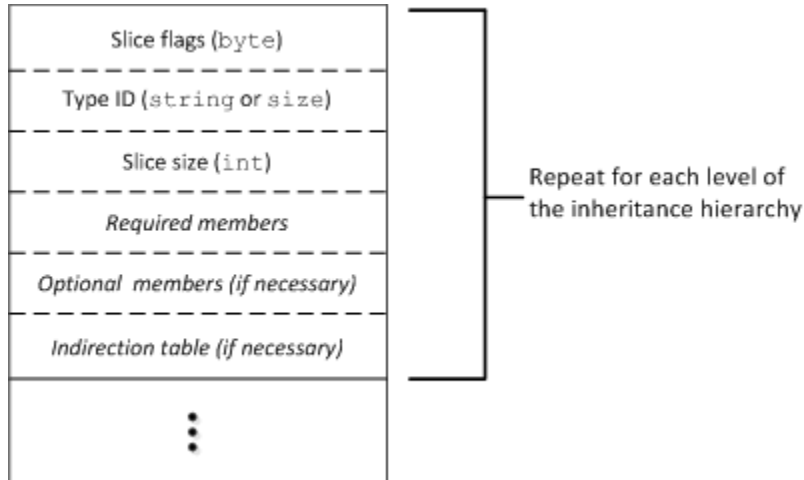 Slice flags (byte)
Type ID (string or size)
Slice size (int)
Required members
Optional members (if necessary)
Indirection table (if necessary)
Repeat for each level of
the inheritance hierarchy